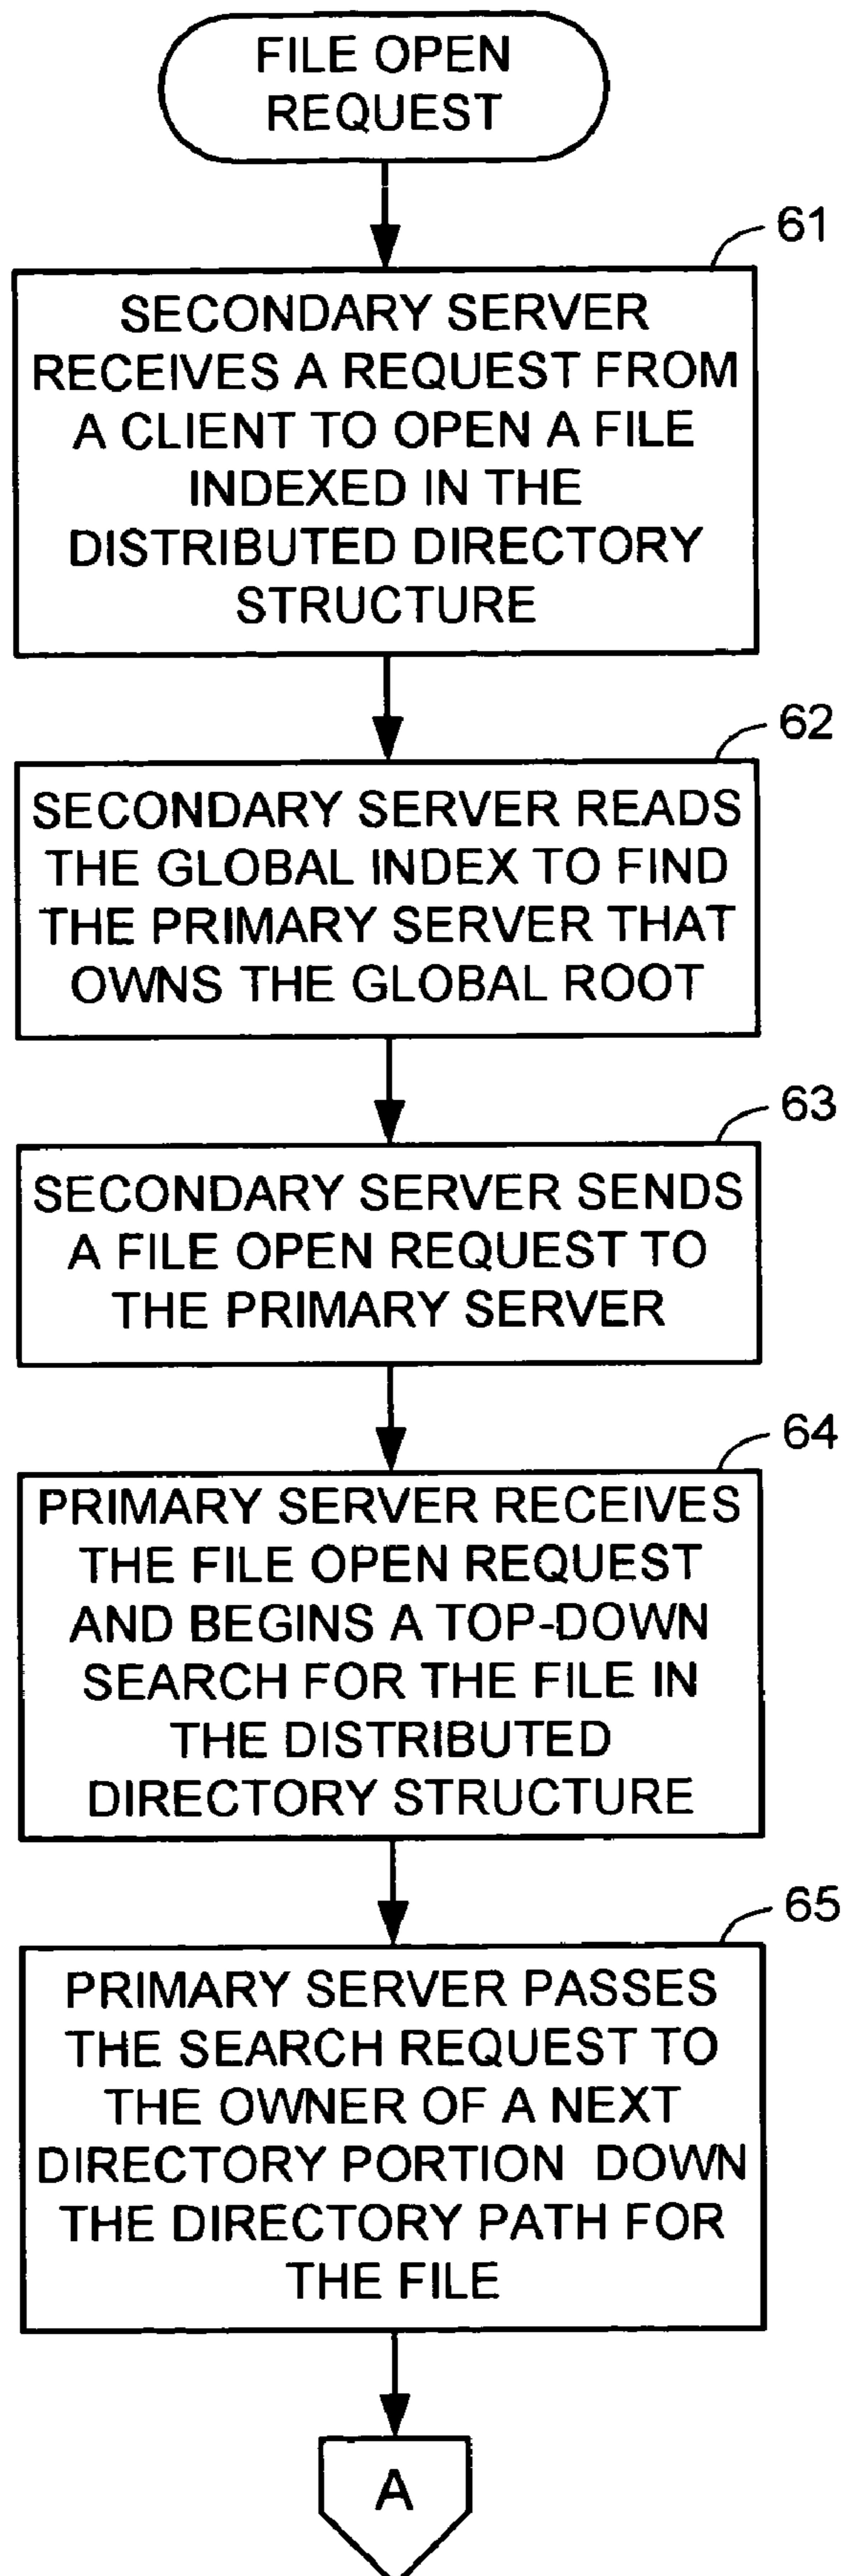 FILE OPEN
REQUEST
61
SECONDARY SERVER
RECEIVES A REQUEST FROM
A CLIENT TO OPEN A FILE
INDEXED IN THE
DISTRIBUTED DIRECTORY
STRUCTURE
62
SECONDARY SERVER READS
THE GLOBAL INDEX TO FIND
THE PRIMARY SERVER THAT
OWNS THE GLOBAL ROOT
63
SECONDARY SERVER SENDS
A FILE OPEN REQUEST TO
THE PRIMARY SERVER
64
PRIMARY SERVER RECEIVES
THE FILE OPEN REQUEST
AND BEGINS A TOP-DOWN
SEARCH FOR THE FILE IN
THE DISTRIBUTED
DIRECTORY STRUCTURE
65
PRIMARY SERVER PASSES
THE SEARCH REQUEST TO
THE OWNER OF A NEXT
DIRECTORY PORTION DOWN
THE DIRECTORY PATH FOR
THE FILE
A